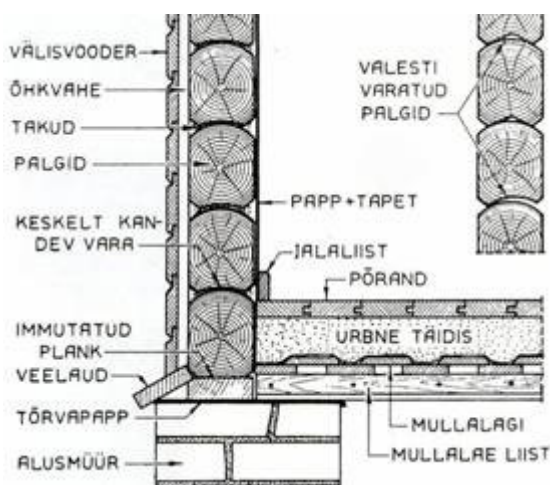 VÄLISVOODER
ÕHKVAHE
TAKUD
PALGID
KESKELT KAN-
DEV VARA
IMMUTATUD
PLANK
VEELAUD
TÕRVAPAPP
ALUSMÜÜR
VALESTI
VARATUD
PALGID
PAPP+TAPET
JALALIIST
PÕRAND
URBNE TÄIDIS
MULLALAGI
MULLALAE LIIST